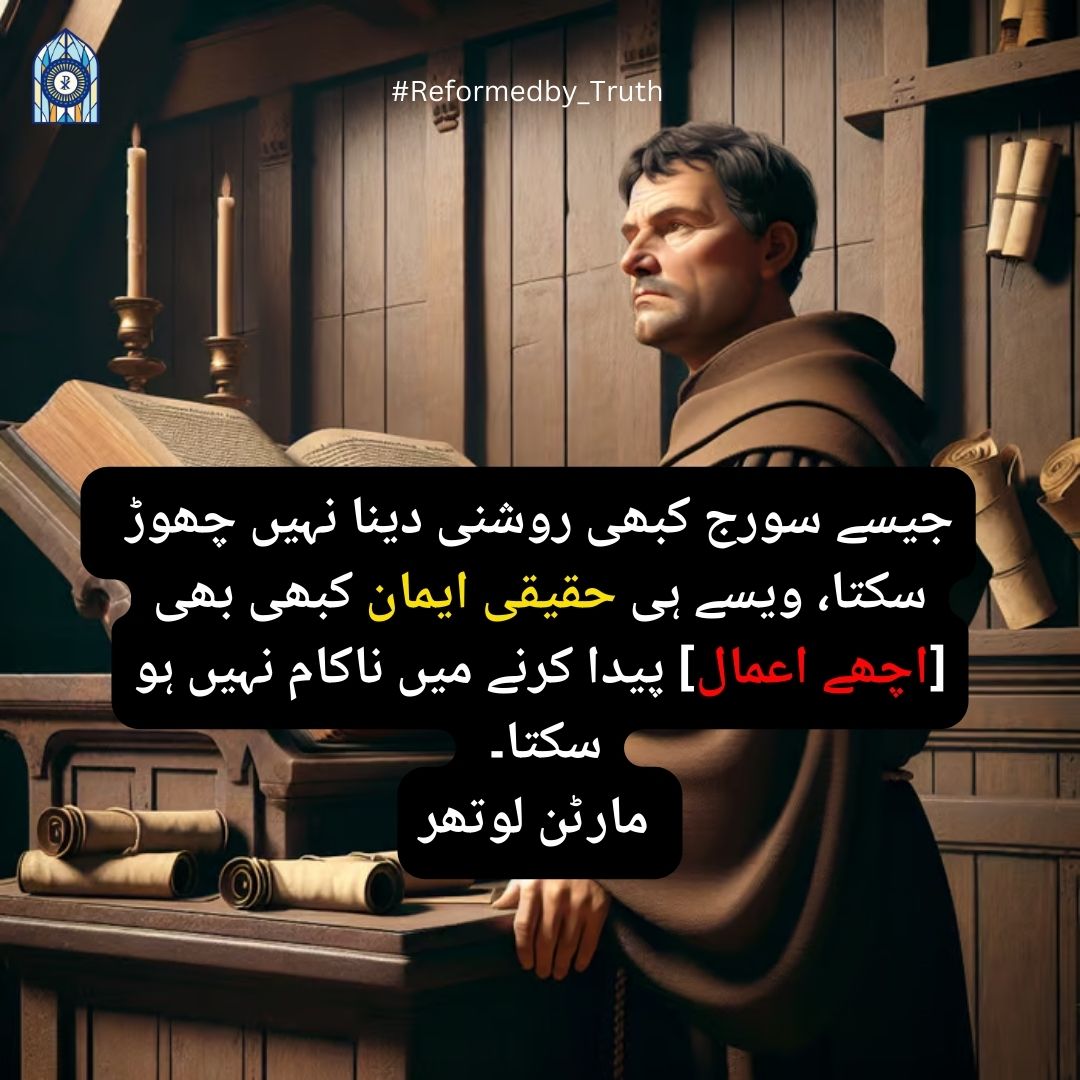 #Reformedby_Truth
جیسے سورج کبھی روشنی دینا نہیں چھوڑ
سکتا، ویسے ہی حقیقی ایمان کبھی بھی
[اچھے اعمال] پیدا کرنے میں ناکام نہیں ہو
سکتا۔
مارٹن لوتھر